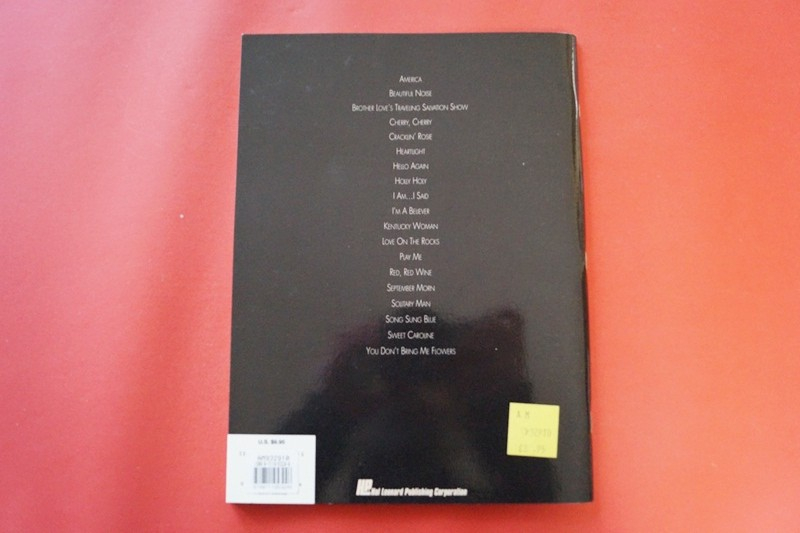 AMERICA
BEAUTIFUL NOISE
BROTHER LOVE'S TRAVELING SALVATION SHOW
CHERRY, CHERRY
CRACKLIN' ROSIE
HEARTLIGHT
HELLO AGAIN
HOLLY HOLY
I AM...I SAID
I'M A BELIEVER
KENTUCKY WOMAN
LOVE ON THE ROCKS
PLAY ME
RED, RED WINE
SEPTEMBER MORN
SOLITARY MAN
SONG SUNG BLUE
SWEET CAROLINE
YOU DON'T BRING ME FLOWERS
U.S.
Hal Leonard Publishing Corporation